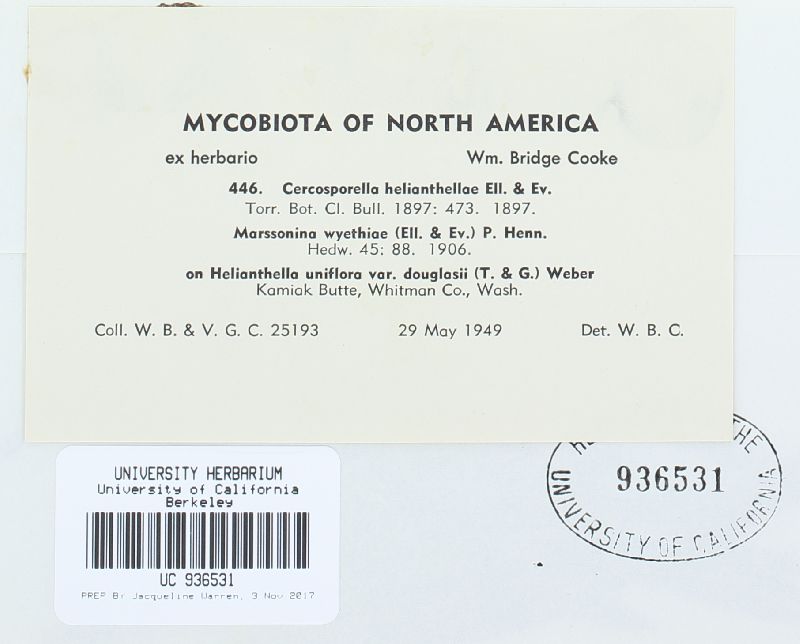 MYCOBIOTA OF NORTH AMERICA
ex herbario Wm. Bridge Cooke
446. Cercosporella helianthellae Ell. & Ev.
Torr. Bot. Cl. Bull. 1897: 473. 1897.
Marssonina wyethiae (Ell. & Ev.) P. Henn.
Hedw. 45: 88. 1906.
on Helianthella uniflora var. douglasii (T. & G.) Weber
Kamiak Butte, Whitman Co., Wash.
Coll. W. B. & V. G. C. 25193 29 May 1949 Det. W. B. C.
THE
936531
UNIVERSITY OF CALIFORNIA
UNIVERSITY HERBARIUM
University of California
Berkeley
UC 936531
PREP By Jacqueline Warren, 3 Nov 2017